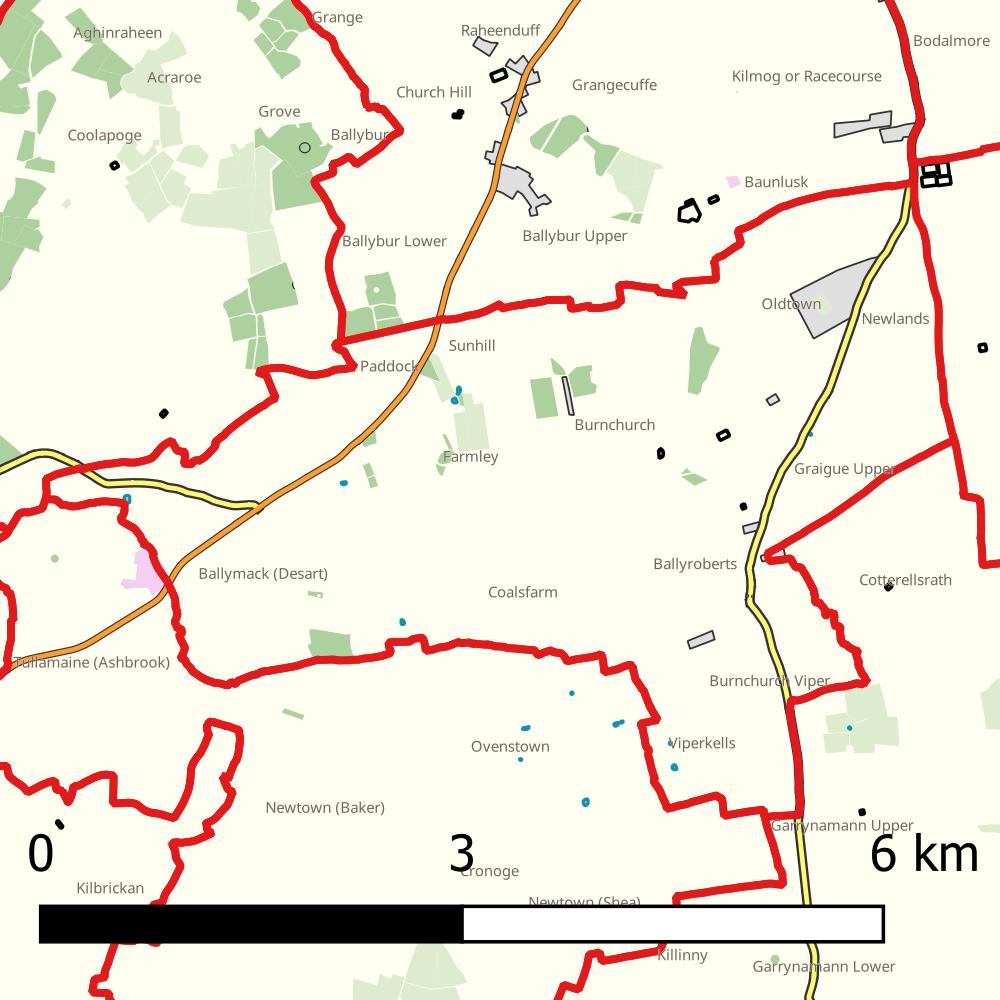 Grange
Aghinraheen
Raheenduff
Bodalmore
Acraroe
Kilmog or Racecourse
Grangecuffe
Church Hill
Grove
Coolapoge
Ballybur
Baunlusk
Ballybur Lower
Ballybur Upper
Oldtown
Newlands
Sunhill
Paddock
Burnchurch
Farmley
Graigue Upper
Ballyroberts
Ballymack (Desart)
Cotterellsrath
Coalsfarm
Tullamaine (Ashbrook)
Burnchurch Viper
Viperkells
Ovenstown
Newtown (Baker)
Garrynamann Upper
0 3 6 km
Cronoge
Kilbrickan
Newtown (Shea)
Killinny
Garrynamann Lower